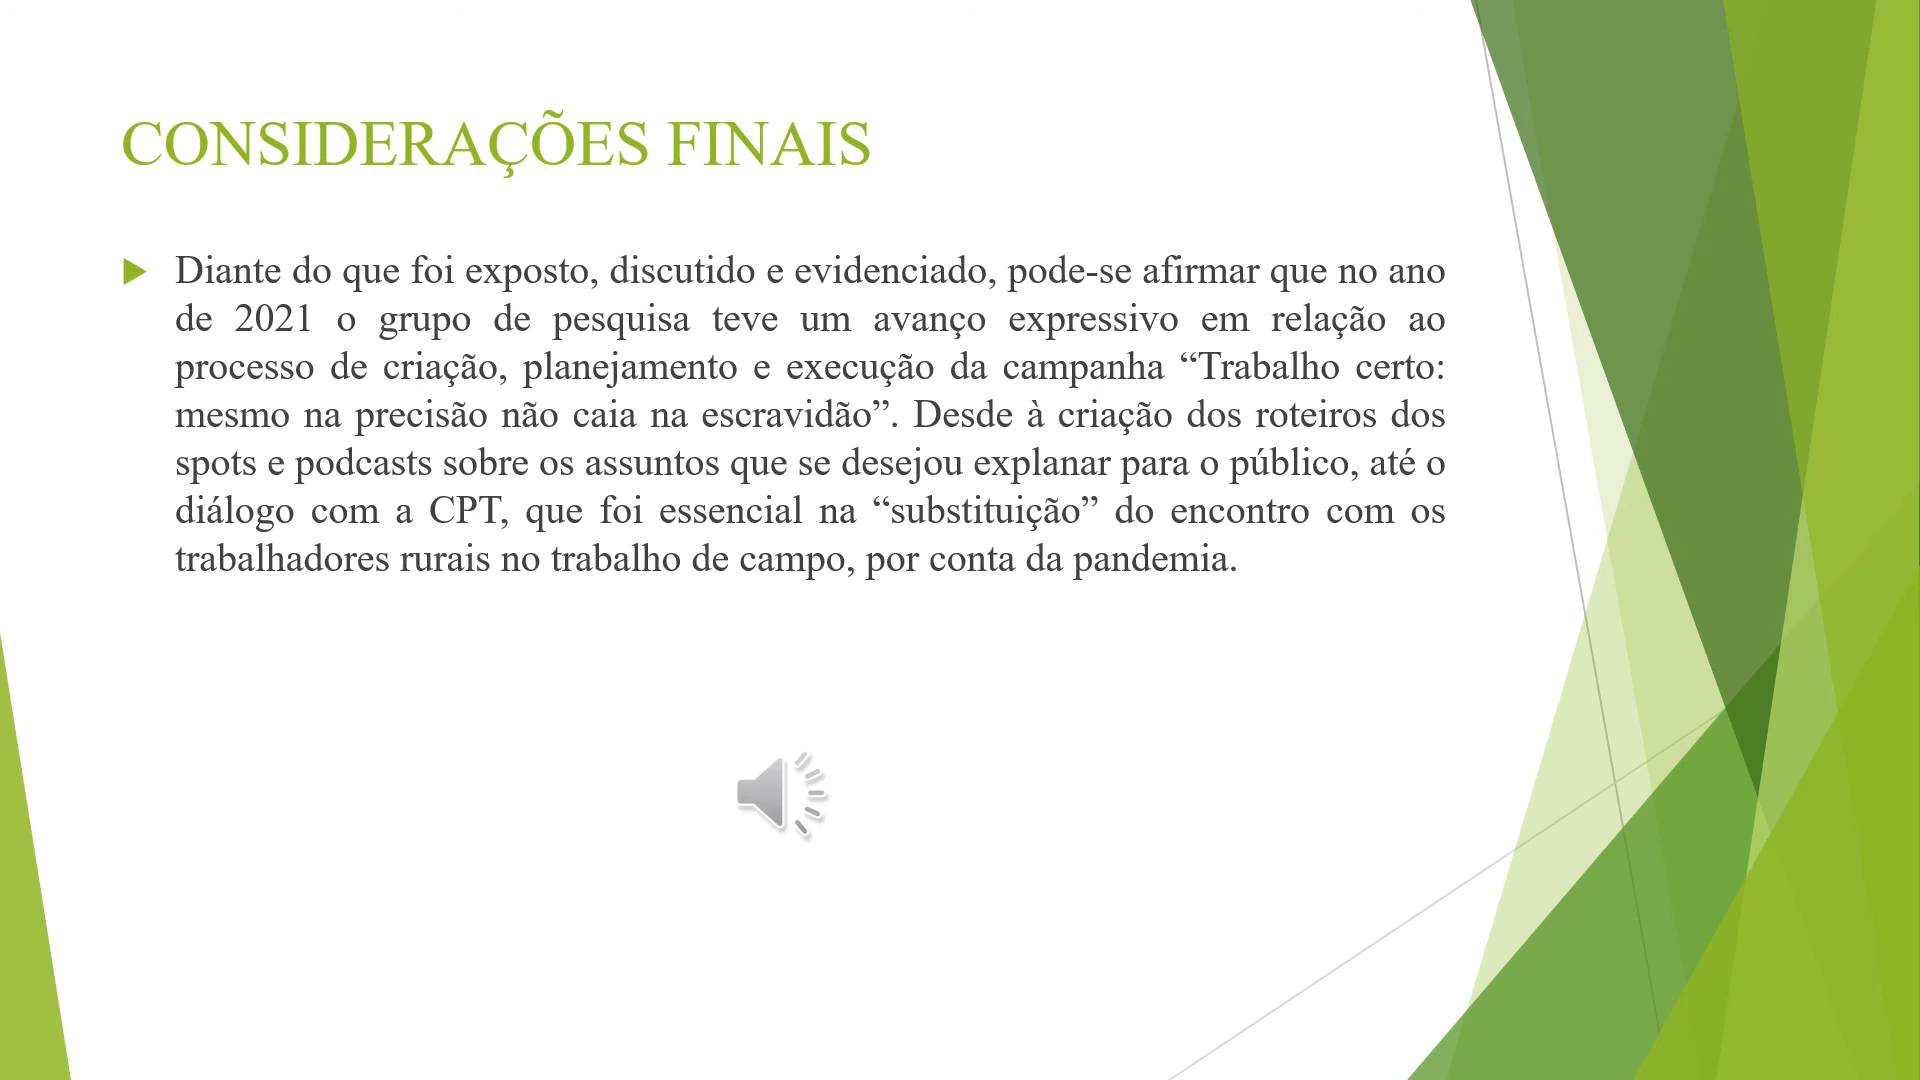 CONSIDERAÇÕES FINAIS
Diante do que foi exposto, discutido e evidenciado, pode-se afirmar que no ano
de 2021 o grupo de pesquisa teve um avanço expressivo em relação ao
processo de criação, planejamento e execução da campanha “Trabalho certo:
mesmo na precisão não caia na escravidão”. Desde à criação dos roteiros dos
spots e podcasts sobre os assuntos que se desejou explanar para o público, até o
diálogo com a CPT, que foi essencial na “substituição” do encontro com os
trabalhadores rurais no trabalho de campo, por conta da pandemia.